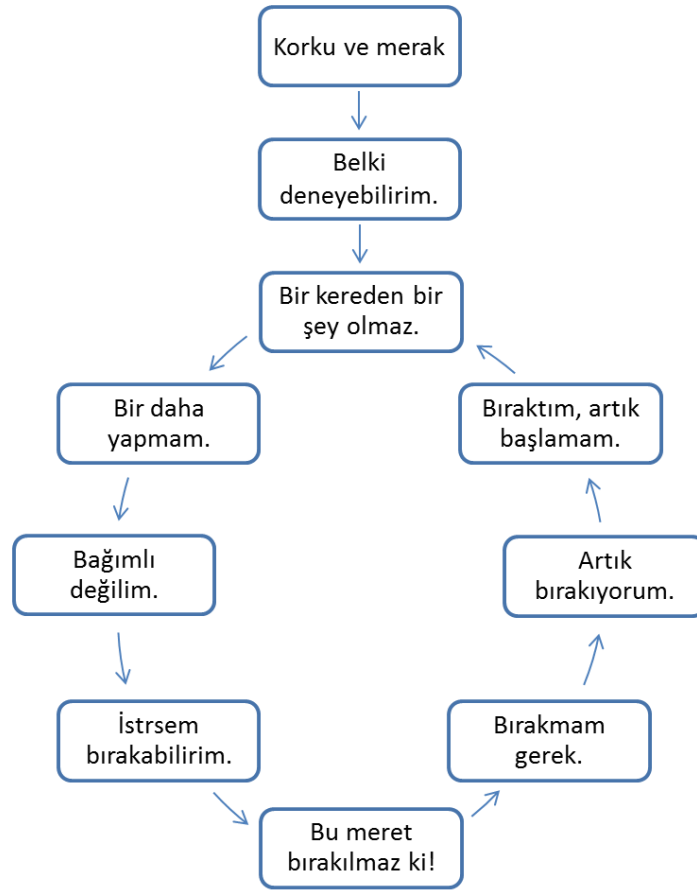 Korku ve merak
Belki
deneyebilirim.
Bir kereden bir
şey olmaz.
Bir daha
yapmam.
Bağımlı
değilim.
İstrsem
bırakabilirim.
Bu meret
bırakılmaz ki!
Bırakmam
gerek.
Artık
bırakıyorum.
Bıraktım, artık
başlamam.